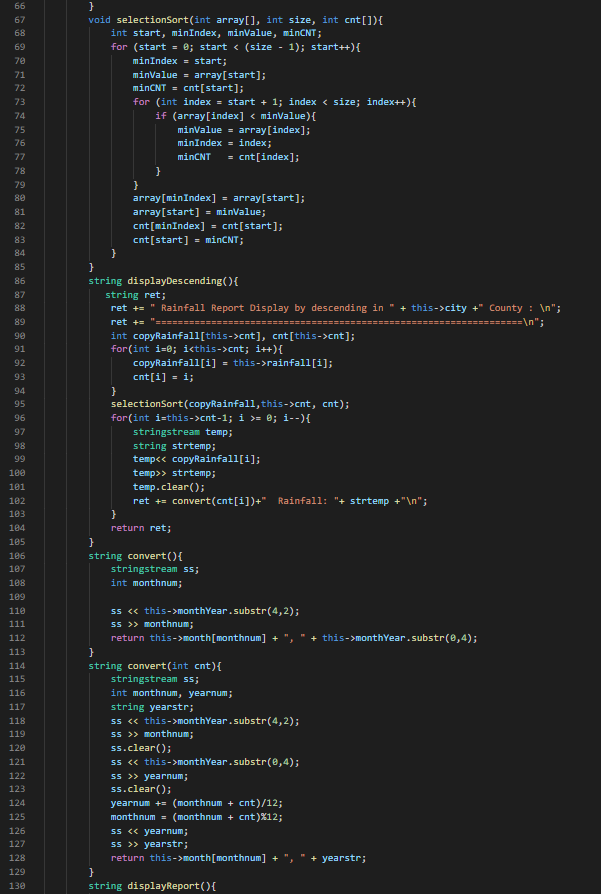 66 }
67 void selectionSort(int array[], int size, int cnt[]){
68 int start, minIndex, minValue, minCNT;
69 for (start = 0; start < (size - 1); start++){
70 minIndex = start;
71 minValue = array[start];
72 minCNT = cnt[start];
73 for (int index = start + 1; index < size; index++){
74 if (array[index] < minValue){
75 minValue = array[index];
76 minIndex = index;
77 minCNT   = cnt[index];
78 }
79 }
80 array[minIndex] = array[start];
81 array[start] = minValue;
82 cnt[minIndex] = cnt[start];
83 cnt[start] = minCNT;
84 }
85 }
86 string displayDescending(){
87 string ret;
88 ret += " Rainfall Report Display by descending in " + this->city +" County : \n";
89 ret += "==================================================================\n";
90 int copyRainfall[this->cnt], cnt[this->cnt];
91 for(int i=0; i<this->cnt; i++){
92 copyRainfall[i] = this->rainfall[i];
93 cnt[i] = i;
94 }
95 selectionSort(copyRainfall,this->cnt, cnt);
96 for(int i=this->cnt-1; i >= 0; i--){
97 stringstream temp;
98 string strtemp;
99 temp<< copyRainfall[i];
100 temp>> strtemp;
101 temp.clear();
102 ret += convert(cnt[i])+"  Rainfall: "+ strtemp +"\n";
103 }
104 return ret;
105 }
106 string convert(){
107 stringstream ss;
108 int monthnum;
109
110 ss << this->monthYear.substr(4,2);
111 ss >> monthnum;
112 return this->month[monthnum] + ", " + this->monthYear.substr(0,4);
113 }
114 string convert(int cnt){
115 stringstream ss;
116 int monthnum, yearnum;
117 string yearstr;
118 ss << this->monthYear.substr(4,2);
119 ss >> monthnum;
120 ss.clear();
121 ss << this->monthYear.substr(0,4);
122 ss >> yearnum;
123 ss.clear();
124 yearnum += (monthnum + cnt)/12;
125 monthnum = (monthnum + cnt)%12;
126 ss << yearnum;
127 ss >> yearstr;
128 return this->month[monthnum] + ", " + yearstr;
129 }
130 string displayReport(){